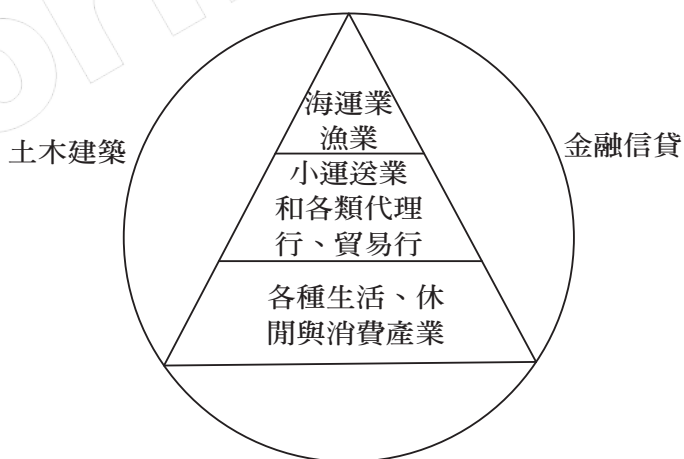 海運業
漁業
土木建築
金融信貸
小運送業
和各類代理
行、貿易行
各種生活、休
閒與消費產業